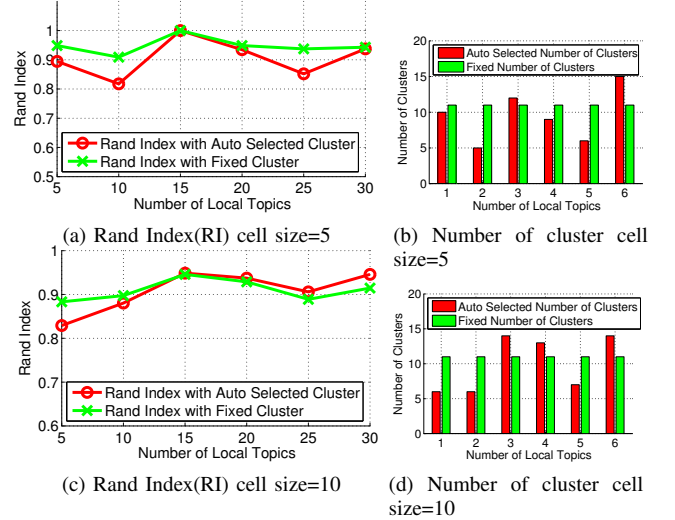 1
0.9
0.8
0.7
0.6
0.5
Rand Index
Rand Index with Auto Selected Cluster
Rand Index with Fixed Cluster
5 10 15 20 25 30
Number of Local Topics
(a) Rand Index(RI) cell size=5
20
15
10
5
0
Number of Clusters
Auto Selected Number of Clusters
Fixed Number of Clusters
1 2 3 4 5 6
Number of Local Topics
(b) Number of cluster cell
size=5
1
0.9
0.8
0.7
0.6
Rand Index
Rand Index with Auto Selected Cluster
Rand Index with Fixed Cluster
5 10 15 20 25 30
Number of Local Topics
(c) Rand Index(RI) cell size=10
20
15
10
5
0
Number of Clusters
Auto Selected Number of Clusters
Fixed Number of Clusters
1 2 3 4 5 6
Number of Local Topics
(d) Number of cluster cell
size=10